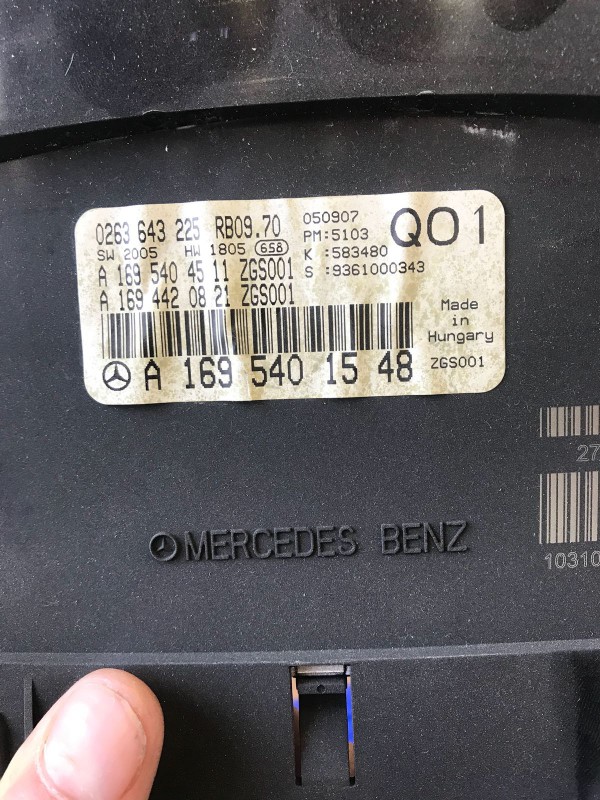 0263 643 225 RB09.70
SW 2005 HW 1805 658
A 169 540 45 11 ZGS001
A 169 442 08 21 ZGS001
050907
PM:5103
K :583480
S :9361000343
Q01
Made
in
Hungary
A 169 540 15 48
ZGS001
27
MERCEDES BENZ
10310